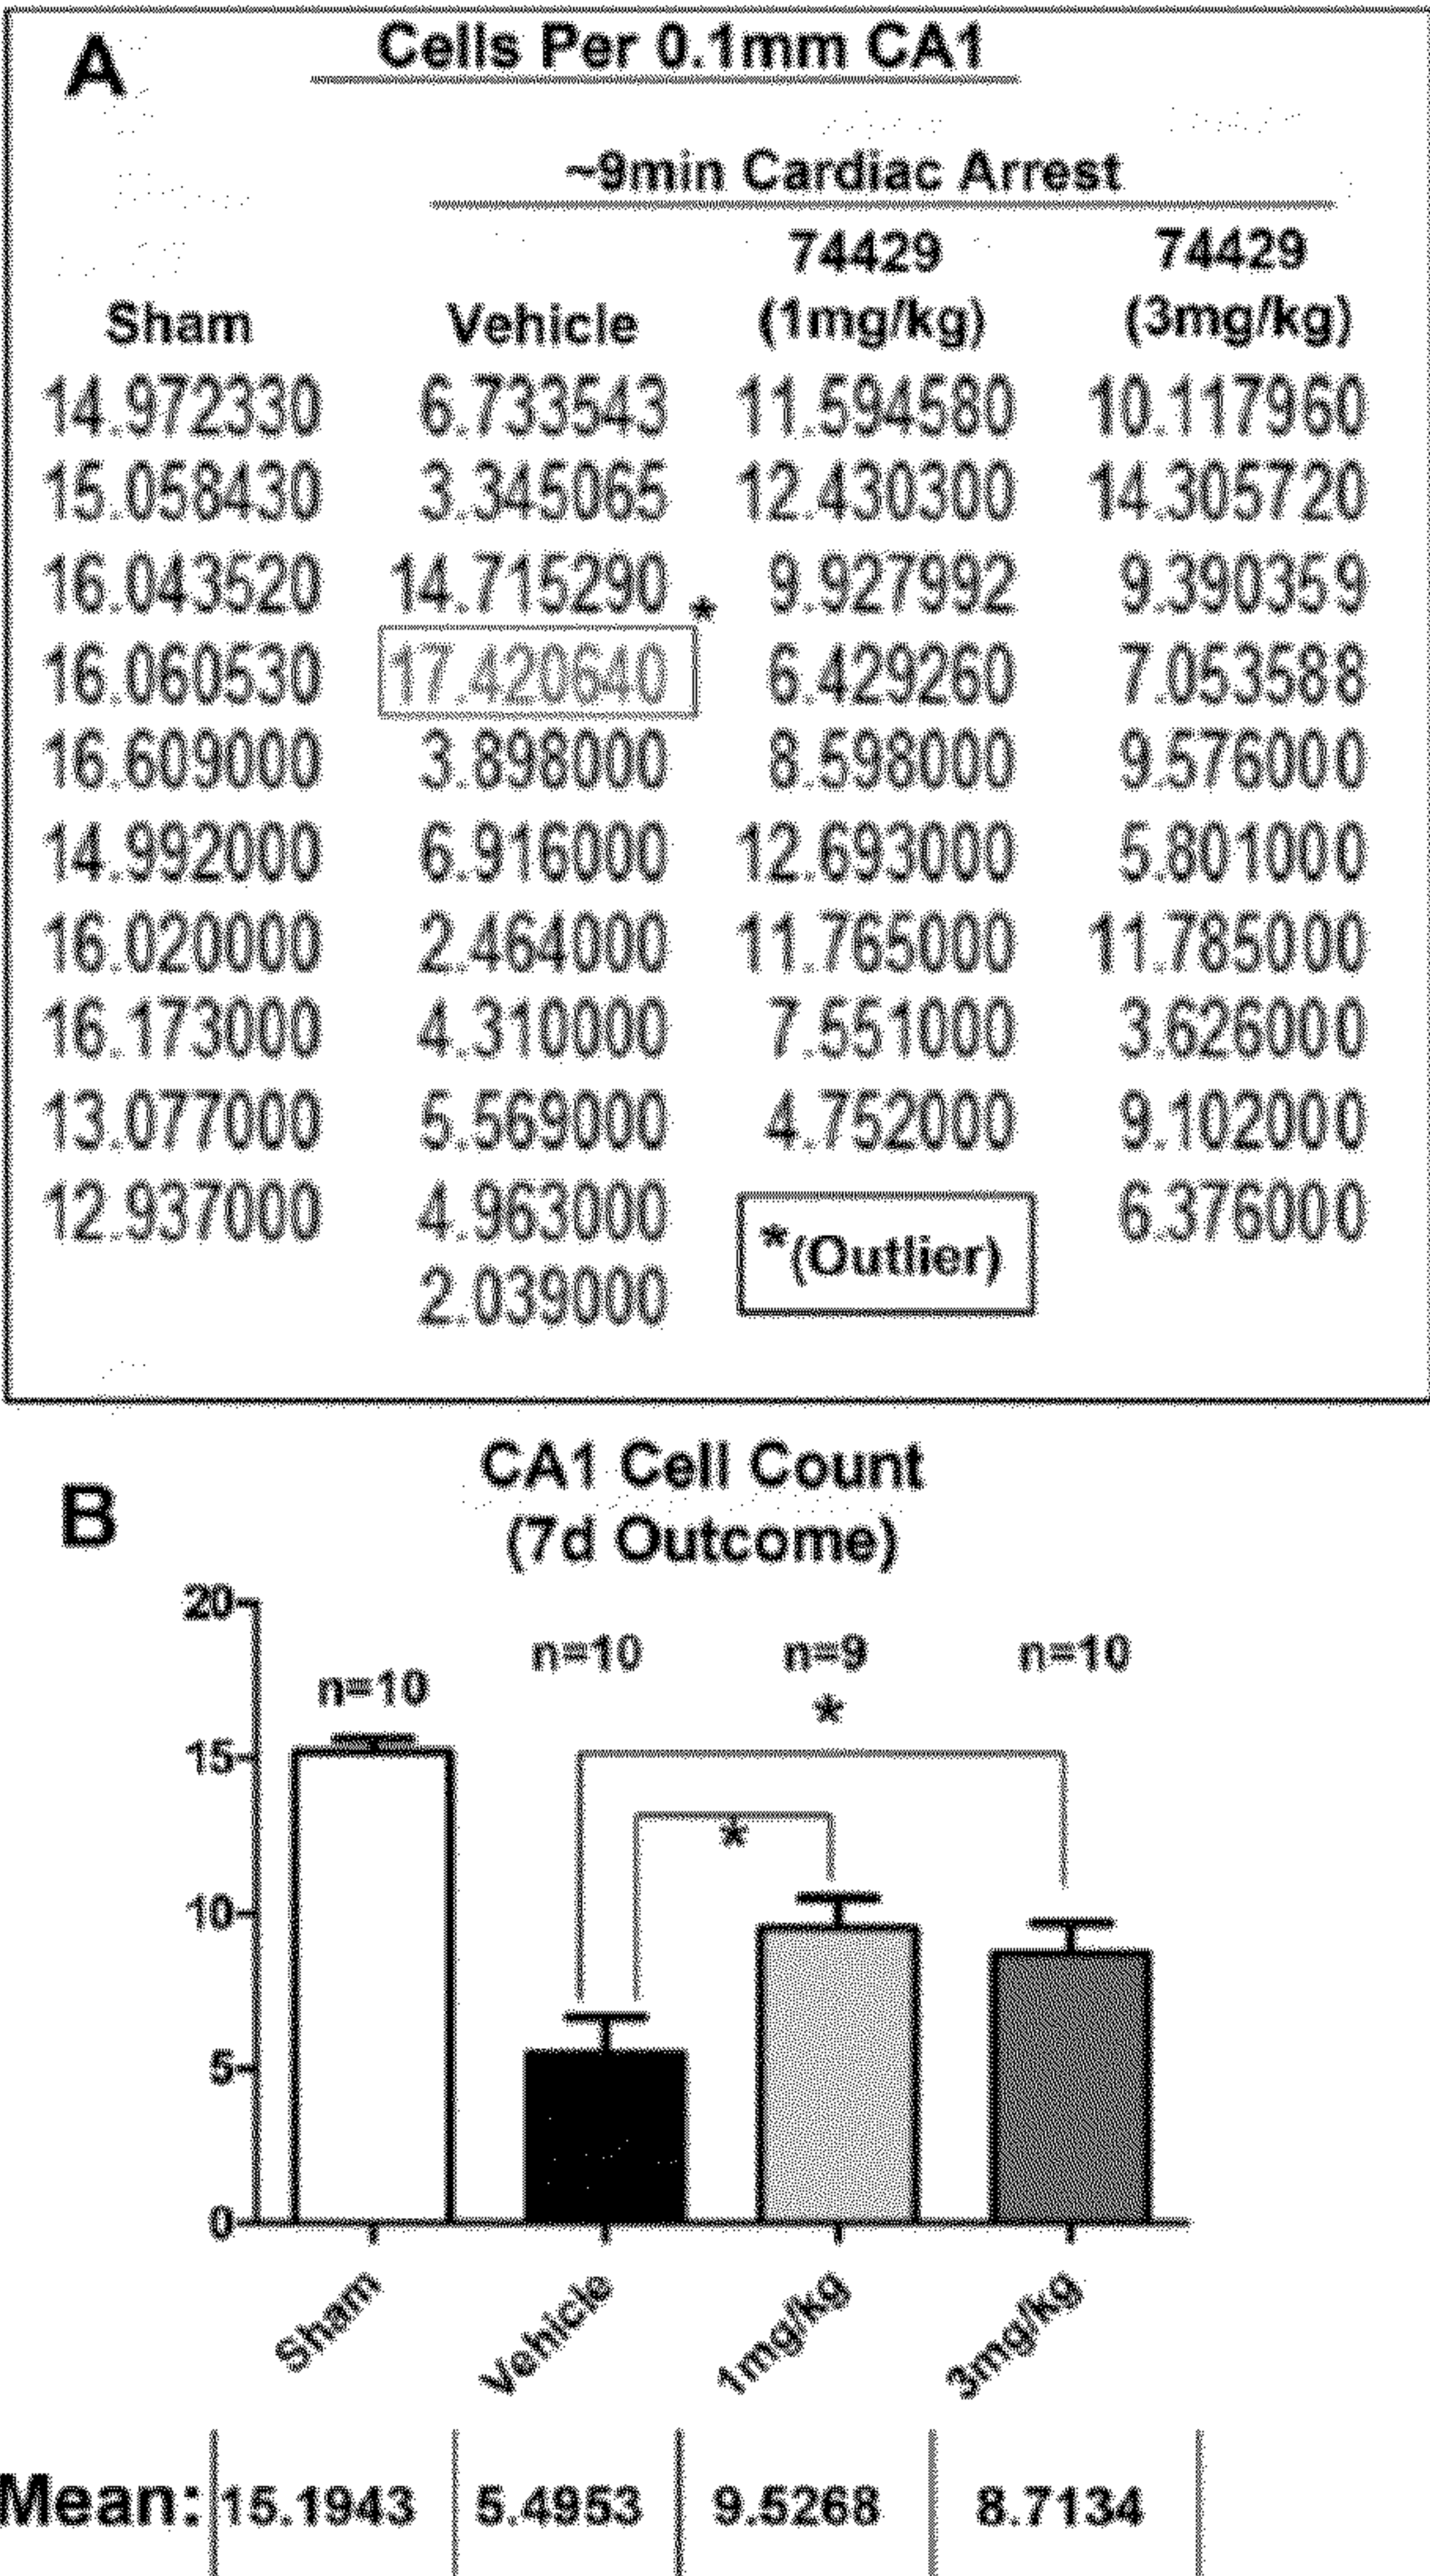 A
Cells Per 0.1mm CA1
~9min Cardiac Arrest
74429 74429
Sham Vehicle (1mg/kg) (3mg/kg)
14.972330 6.733543 11.594580 10.117960
15.058430 3.345065 12.430300 14.305720
16.043520 14.715290 9.927992 9.390359
16.060530 17.420640 * 6.429260 7.053588
16.609000 3.898000 8.598000 9.576000
14.992000 6.916000 12.693000 5.801000
16.020000 2.464000 11.765000 11.785000
16.173000 4.310000 7.551000 3.626000
13.077000 5.569000 4.752000 9.102000
12.937000 4.963000 6.376000
*(Outlier)
2.039000
B
CA1 Cell Count
(7d Outcome)
20
n=10 n=10 n=9 n=10
*
15
*
10
5
0
Sham Vehicle 1mg/kg 3mg/kg
Mean: 15.1943 5.4953 9.5268 8.7134